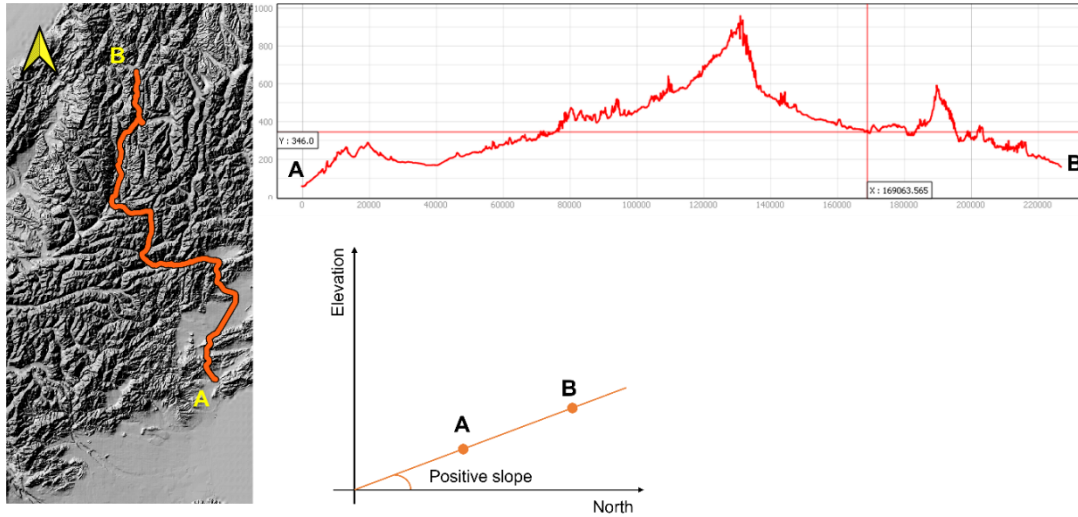 B
A
1000
800
600
400
200
0
Y : 346.0
X : 169063.565
A
B
0
20000
40000
60000
80000
100000
120000
140000
160000
180000
200000
220000
Elevation
A
B
Positive slope
North